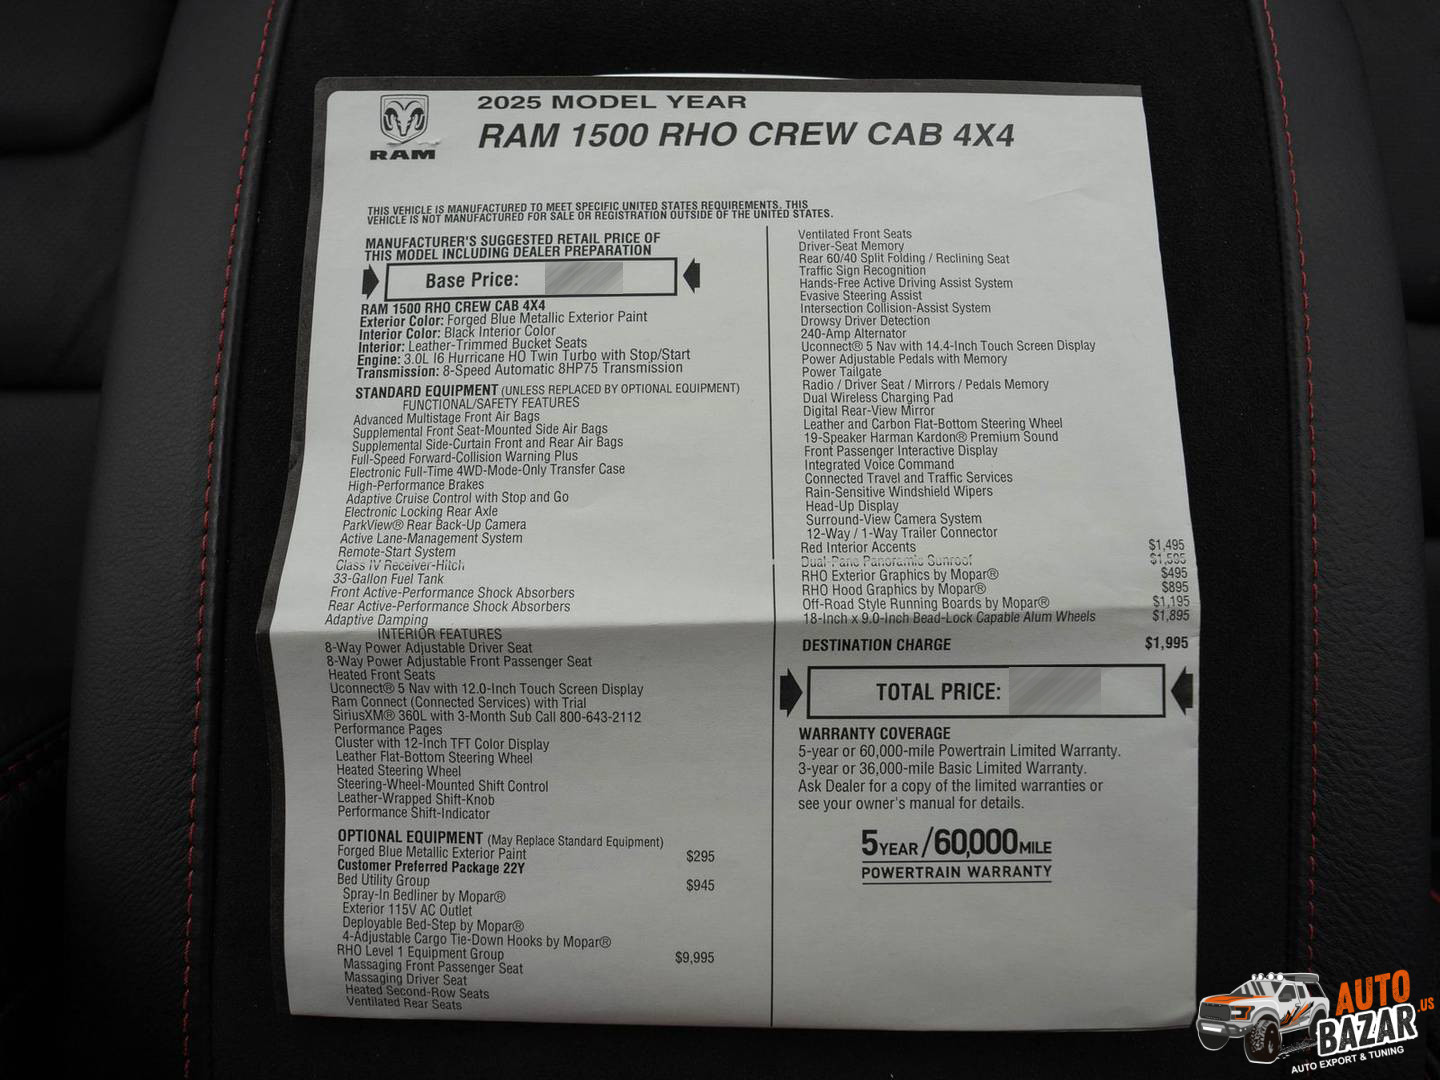 RAM
2025 MODEL YEAR
RAM 1500 RHO CREW CAB 4X4
THIS VEHICLE IS MANUFACTURED TO MEET SPECIFIC UNITED STATES REQUIREMENTS. THIS
VEHICLE IS NOT MANUFACTURED FOR SALE OR REGISTRATION OUTSIDE OF THE UNITED STATES.
MANUFACTURER'S SUGGESTED RETAIL PRICE OF
THIS MODEL INCLUDING DEALER PREPARATION
Base Price:
RAM 1500 RHO CREW CAB 4X4
Exterior Color: Forged Blue Metallic Exterior Paint
Interior Color: Black Interior Color
Interior: Leather-Trimmed Bucket Seats
Engine: 3.0L I6 Hurricane HO Twin Turbo with Stop/Start
Transmission: 8-Speed Automatic 8HP75 Transmission
STANDARD EQUIPMENT (UNLESS REPLACED BY OPTIONAL EQUIPMENT)
FUNCTIONAL/SAFETY FEATURES
Advanced Multistage Front Air Bags
Supplemental Front Seat-Mounted Side Air Bags
Supplemental Side-Curtain Front and Rear Air Bags
Full-Speed Forward-Collision Warning Plus
Electronic Full-Time 4WD-Mode-Only Transfer Case
High-Performance Brakes
Adaptive Cruise Control with Stop and Go
Electronic Locking Rear Axle
ParkView® Rear Back-Up Camera
Active Lane-Management System
Remote-Start System
Class IV Receiver-Hitch
33-Gallon Fuel Tank
Front Active-Performance Shock Absorbers
Rear Active-Performance Shock Absorbers
Adaptive Damping
INTERIOR FEATURES
8-Way Power Adjustable Driver Seat
8-Way Power Adjustable Front Passenger Seat
Heated Front Seats
Uconnect® 5 Nav with 12.0-Inch Touch Screen Display
Ram Connect (Connected Services) with Trial
SiriusXM® 360L with 3-Month Sub Call 800-643-2112
Performance Pages
Cluster with 12-Inch TFT Color Display
Leather Flat-Bottom Steering Wheel
Heated Steering Wheel
Steering-Wheel-Mounted Shift Control
Leather-Wrapped Shift-Knob
Performance Shift-Indicator
OPTIONAL EQUIPMENT (May Replace Standard Equipment)
Forged Blue Metallic Exterior Paint $295
Customer Preferred Package 22Y
Bed Utility Group $945
Spray-In Bedliner by Mopar®
Exterior 115V AC Outlet
Deployable Bed-Step by Mopar®
4-Adjustable Cargo Tie-Down Hooks by Mopar®
RHO Level 1 Equipment Group $9,995
Massaging Front Passenger Seat
Massaging Driver Seat
Heated Second-Row Seats
Ventilated Rear Seats
Ventilated Front Seats
Driver-Seat Memory
Rear 60/40 Split Folding / Reclining Seat
Traffic Sign Recognition
Hands-Free Active Driving Assist System
Evasive Steering Assist
Intersection Collision-Assist System
Drowsy Driver Detection
240-Amp Alternator
Uconnect® 5 Nav with 14.4-Inch Touch Screen Display
Power Adjustable Pedals with Memory
Power Tailgate
Radio / Driver Seat / Mirrors / Pedals Memory
Dual Wireless Charging Pad
Digital Rear-View Mirror
Leather and Carbon Flat-Bottom Steering Wheel
19-Speaker Harman Kardon® Premium Sound
Front Passenger Interactive Display
Integrated Voice Command
Connected Travel and Traffic Services
Rain-Sensitive Windshield Wipers
Head-Up Display
Surround-View Camera System
12-Way / 1-Way Trailer Connector
Red Interior Accents $1,495
Dual-Pane Panoramic Sunroof $1,595
RHO Exterior Graphics by Mopar® $495
RHO Hood Graphics by Mopar® $895
Off-Road Style Running Boards by Mopar® $1,195
18-Inch x 9.0-Inch Bead-Lock Capable Alum Wheels $1,895
DESTINATION CHARGE $1,995
TOTAL PRICE:
WARRANTY COVERAGE
5-year or 60,000-mile Powertrain Limited Warranty.
3-year or 36,000-mile Basic Limited Warranty.
Ask Dealer for a copy of the limited warranties or
see your owner's manual for details.
5YEAR/60,000MILE
POWERTRAIN WARRANTY
AUTO
BAZAR.US
AUTO EXPORT & TUNING